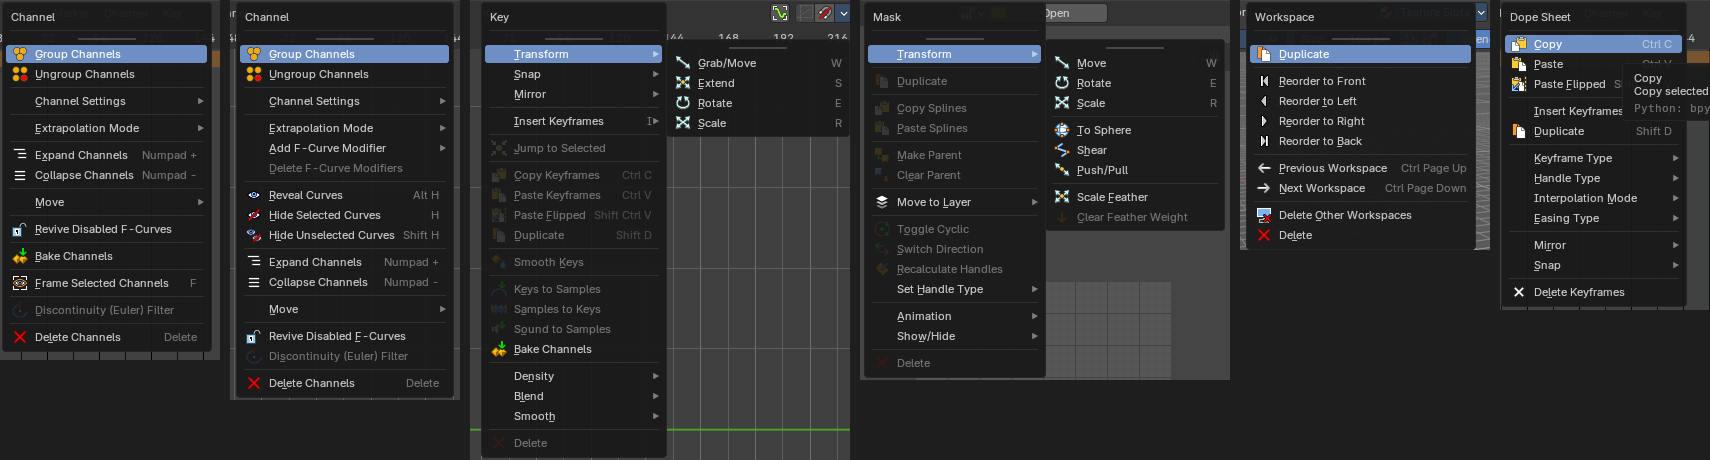 Channel
Group Channels
Ungroup Channels
Channel Settings
Extrapolation Mode
Expand Channels Numpad +
Collapse Channels Numpad -
Move
Revive Disabled F-Curves
Bake Channels
Frame Selected Channels F
Discontinuity (Euler) Filter
Delete Channels Delete
Channel
Group Channels
Ungroup Channels
Channel Settings
Extrapolation Mode
Add F-Curve Modifier
Delete F-Curve Modifiers
Reveal Curves Alt H
Hide Selected Curves H
Hide Unselected Curves Shift H
Expand Channels Numpad +
Collapse Channels Numpad -
Move
Revive Disabled F-Curves
Discontinuity (Euler) Filter
Delete Channels Delete
Key
Transform
Snap
Mirror
Insert Keyframes I
Jump to Selected
Copy Keyframes Ctrl C
Paste Keyframes Ctrl V
Paste Flipped Shift Ctrl V
Duplicate Shift D
Smooth Keys
Keys to Samples
Samples to Keys
Sound to Samples
Bake Channels
Density
Blend
Smooth
Delete
144 168 192 216
Grab/Move W
Extend S
Rotate E
Scale R
Mask
Transform
Duplicate
Copy Splines
Paste Splines
Make Parent
Clear Parent
Move to Layer
Toggle Cyclic
Switch Direction
Recalculate Handles
Set Handle Type
Animation
Show/Hide
Delete
Open
Move W
Rotate E
Scale R
To Sphere
Shear
Push/Pull
Scale Feather
Clear Feather Weight
Workspace
Duplicate
Reorder to Front
Reorder to Left
Reorder to Right
Reorder to Back
Previous Workspace Ctrl Page Up
Next Workspace Ctrl Page Down
Delete Other Workspaces
Delete
Dope Sheet
Copy Ctrl C
Paste Ctrl V
Paste Flipped S
Insert Keyframes
Duplicate Shift D
Keyframe Type
Handle Type
Interpolation Mode
Easing Type
Mirror
Snap
Delete Keyframes
Copy
Copy selected
Python: bpy